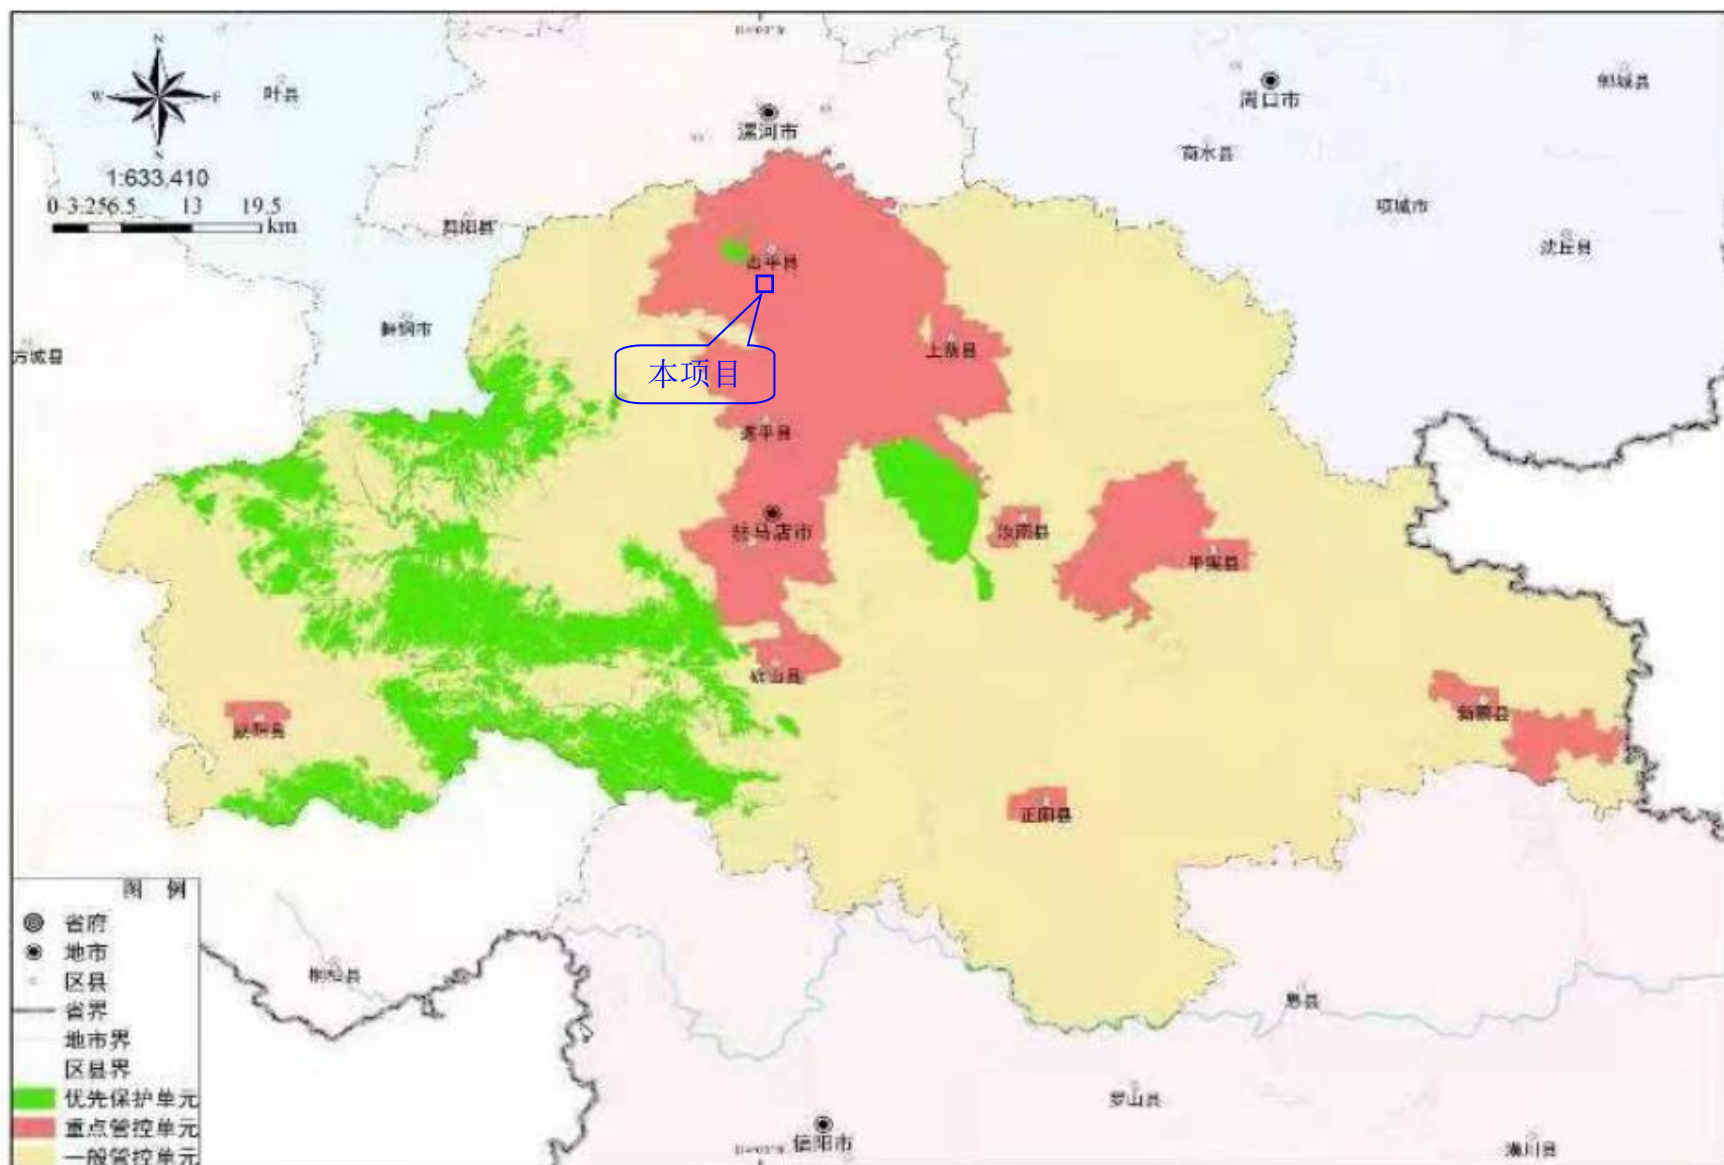 N
叶县
W
1:633,410
0 3.25 6.5 13 19.5
km
漯河市
周口市
郸城县
商水县
项城市
沈丘县
舞阳县
西平县
舞钢市
方城县
上蔡县
本项目
遂平县
驻马店市
汝南县
平舆县
确山县
泌阳县
新蔡县
正阳县
图 例
省府
地市
区县
省界
地市界
区县界
优先保护单元
重点管控单元
一般管控单元
桐柏县
息县
罗山县
信阳市
潢川县